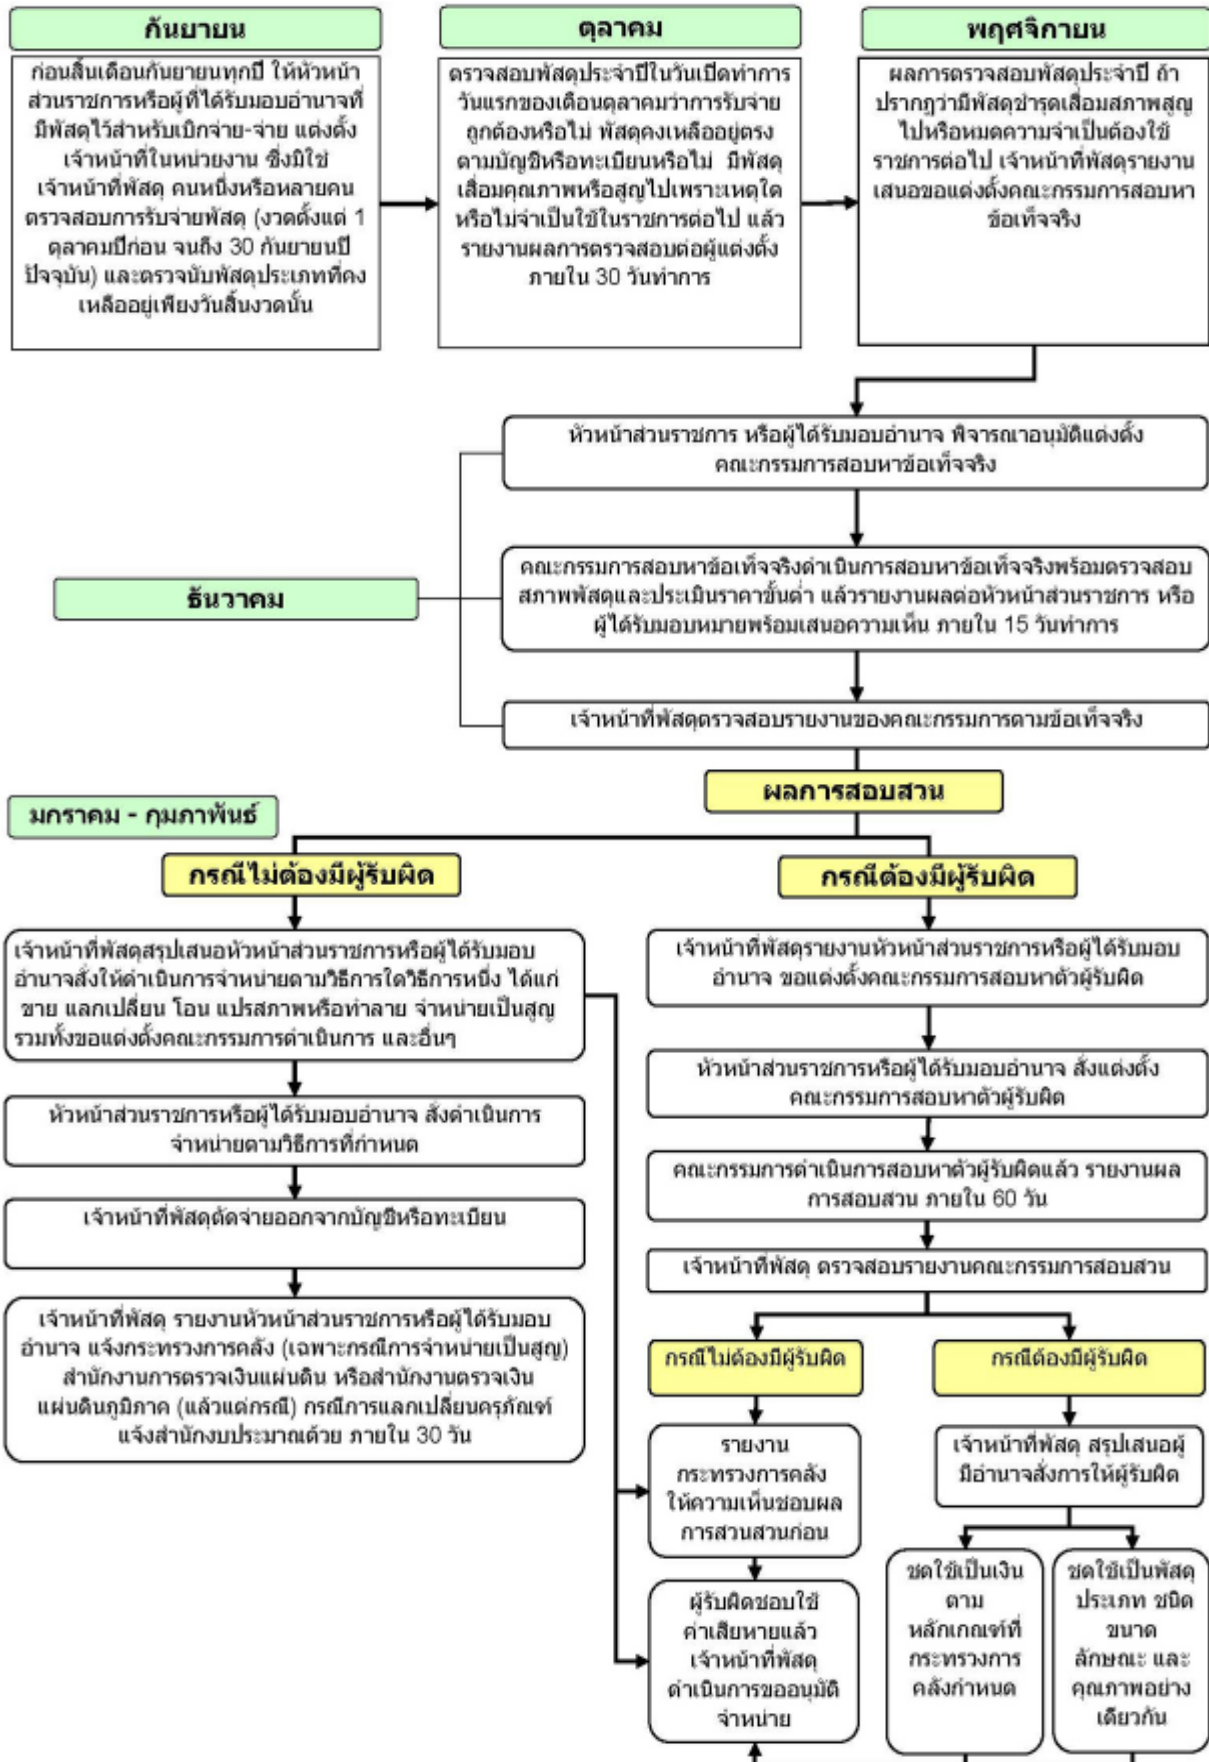 กันยายน
ก่อนสิ้นเดือนกันยายนทุกปี ให้หัวหน้า
ส่วนราชการหรือผู้ที่ได้รับมอบอำนาจที่
มีพัสดุไว้สำหรับเบิกจ่าย-จ่าย แต่งตั้ง
เจ้าหน้าที่ในหน่วยงาน ซึ่งมิใช่
เจ้าหน้าที่พัสดุ คนหนึ่งหรือหลายคน
ตรวจสอบการรับจ่ายพัสดุ (งวดตั้งแต่ 1
ตุลาคมปีก่อน จนถึง 30 กันยายนปี
ปัจจุบัน) และตรวจนับพัสดุประเภทที่คง
เหลืออยู่เพียงวันสิ้นงวดนั้น
ตุลาคม
ตรวจสอบพัสดุประจำปีในวันเปิดทำการ
วันแรกของเดือนตุลาคมว่าการรับจ่าย
ถูกต้องหรือไม่ พัสดุคงเหลืออยู่ตรง
ตามบัญชีหรือทะเบียนหรือไม่ มีพัสดุ
เสื่อมคุณภาพหรือสูญไปเพราะเหตุใด
หรือไม่จำเป็นใช้ในราชการต่อไป แล้ว
รายงานผลการตรวจสอบต่อผู้แต่งตั้ง
ภายใน 30 วันทำการ
พฤศจิกายน
ผลการตรวจสอบพัสดุประจำปี ถ้า
ปรากฏว่ามีพัสดุชำรุดเสื่อมสภาพสูญ
ไปหรือหมดความจำเป็นต้องใช้
ราชการต่อไป เจ้าหน้าที่พัสดุรายงาน
เสนอขอแต่งตั้งคณะกรรมการสอบหา
ข้อเท็จจริง
หัวหน้าส่วนราชการ หรือผู้ได้รับมอบอำนาจ พิจารณาอนุมัติแต่งตั้ง
คณะกรรมการสอบหาข้อเท็จจริง
ธันวาคม
คณะกรรมการสอบหาข้อเท็จจริงดำเนินการสอบหาข้อเท็จจริงพร้อมตรวจสอบ
สภาพพัสดุและประเมินราคาขั้นต่ำ แล้วรายงานผลต่อหัวหน้าส่วนราชการ หรือ
ผู้ได้รับมอบหมายพร้อมเสนอความเห็น ภายใน 15 วันทำการ
เจ้าหน้าที่พัสดุตรวจสอบรายงานของคณะกรรมการตามข้อเท็จจริง
ผลการสอบสวน
มกราคม - กุมภาพันธ์
กรณีไม่ต้องมีผู้รับผิด
เจ้าหน้าที่พัสดุสรุปเสนอหัวหน้าส่วนราชการหรือผู้ได้รับมอบ
อำนาจสั่งให้ดำเนินการจำหน่ายตามวิธีการใดวิธีการหนึ่ง ได้แก่
ขาย แลกเปลี่ยน โอน แปรสภาพหรือทำลาย จำหน่ายเป็นสูญ
รวมทั้งขอแต่งตั้งคณะกรรมการดำเนินการ และอื่นๆ
หัวหน้าส่วนราชการหรือผู้ได้รับมอบอำนาจ สั่งดำเนินการ
จำหน่ายตามวิธีการที่กำหนด
เจ้าหน้าที่พัสดุตัดจ่ายออกจากบัญชีหรือทะเบียน
เจ้าหน้าที่พัสดุ รายงานหัวหน้าส่วนราชการหรือผู้ได้รับมอบ
อำนาจ แจ้งกระทรวงการคลัง (เฉพาะกรณีการจำหน่ายเป็นสูญ)
สำนักงานการตรวจเงินแผ่นดิน หรือสำนักงานตรวจเงิน
แผ่นดินภูมิภาค (แล้วแต่กรณี) กรณีการแลกเปลี่ยนครุภัณฑ์
แจ้งสำนักงบประมาณด้วย ภายใน 30 วัน
กรณีต้องมีผู้รับผิด
เจ้าหน้าที่พัสดุรายงานหัวหน้าส่วนราชการหรือผู้ได้รับมอบ
อำนาจ ขอแต่งตั้งคณะกรรมการสอบหาตัวผู้รับผิด
หัวหน้าส่วนราชการหรือผู้ได้รับมอบอำนาจ สั่งแต่งตั้ง
คณะกรรมการสอบหาตัวผู้รับผิด
คณะกรรมการดำเนินการสอบหาตัวผู้รับผิดแล้ว รายงานผล
การสอบสวน ภายใน 60 วัน
เจ้าหน้าที่พัสดุ ตรวจสอบรายงานคณะกรรมการสอบสวน
กรณีไม่ต้องมีผู้รับผิด
รายงาน
กระทรวงการคลัง
ให้ความเห็นชอบผล
การสวนสวนก่อน
ผู้รับผิดชอบใช้
ค่าเสียหายแล้ว
เจ้าหน้าที่พัสดุ
ดำเนินการขออนุมัติ
จำหน่าย
กรณีต้องมีผู้รับผิด
เจ้าหน้าที่พัสดุ สรุปเสนอผู้
มีอำนาจสั่งการให้ผู้รับผิด
ชดใช้เป็นเงิน
ตาม
หลักเกณฑ์ที่
กระทรวงการ
คลังกำหนด
ชดใช้เป็นพัสดุ
ประเภท ชนิด
ขนาด
ลักษณะ และ
คุณภาพอย่าง
เดียวกัน